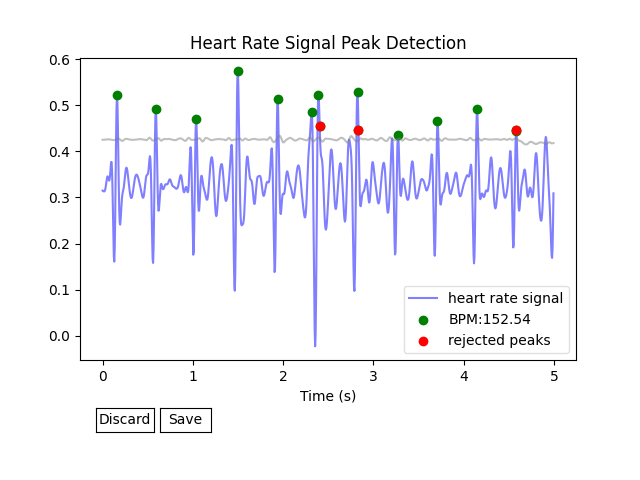 Heart Rate Signal Peak Detection
0.6
0.5
0.4
0.3
0.2
0.1
0.0
heart rate signal
BPM:152.54
rejected peaks
0 1 2 3 4 5
Time (s)
Discard Save